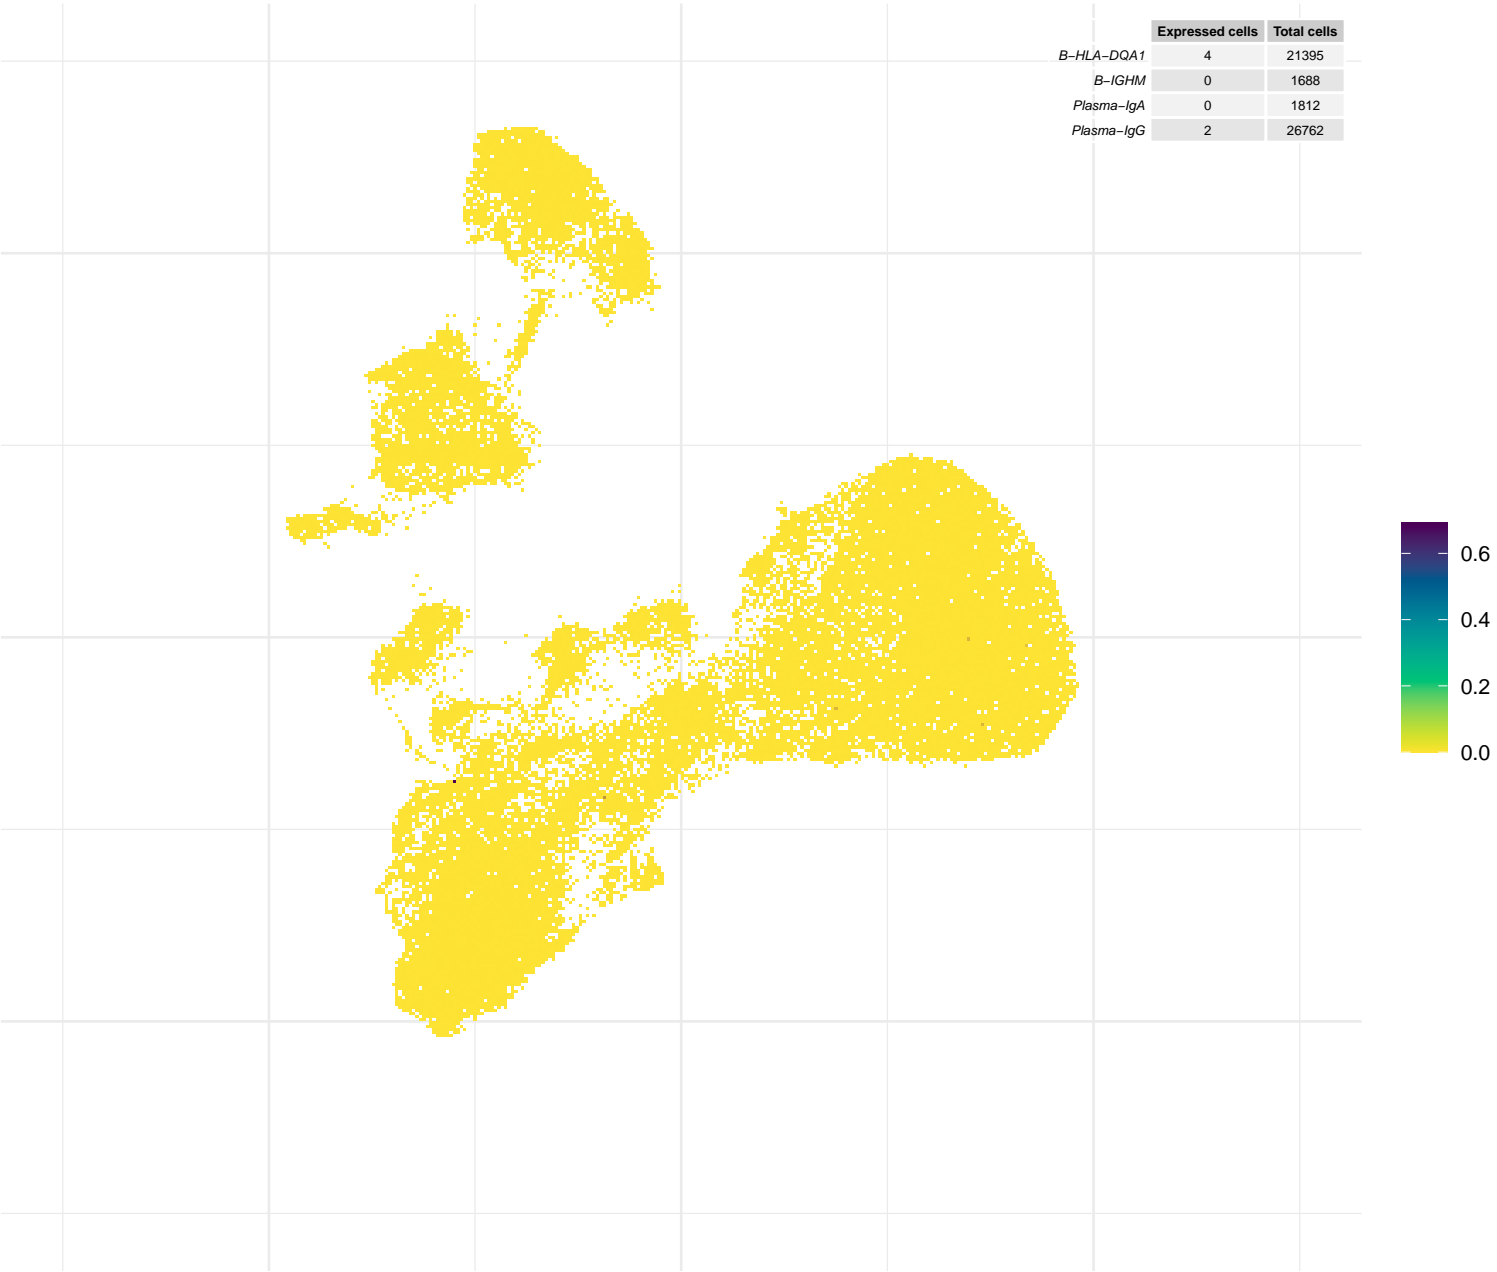 Expressed cells Total cells
B-HLA-DQA1 4 21395
B-IGHM 0 1688
Plasma-IgA 0 1812
Plasma-IgG 2 26762
0.6
0.4
0.2
0.0